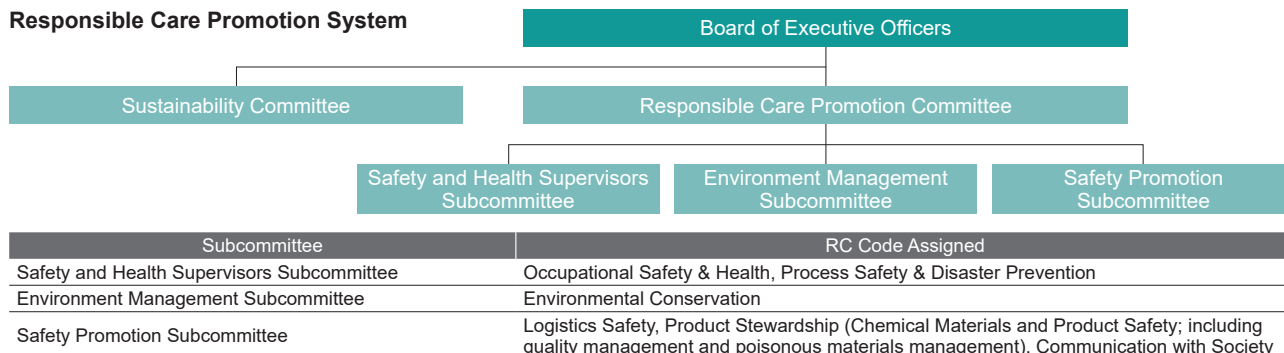 Responsible Care Promotion System
Board of Executive Officers
Sustainability Committee
Responsible Care Promotion Committee
Safety and Health Supervisors
Subcommittee
Environment Management
Subcommittee
Safety Promotion
Subcommittee
Subcommittee
RC Code Assigned
Safety and Health Supervisors Subcommittee
Occupational Safety & Health, Process Safety & Disaster Prevention
Environment Management Subcommittee
Environmental Conservation
Safety Promotion Subcommittee
Logistics Safety, Product Stewardship (Chemical Materials and Product Safety; including
quality management and poisonous materials management), Communication with Society